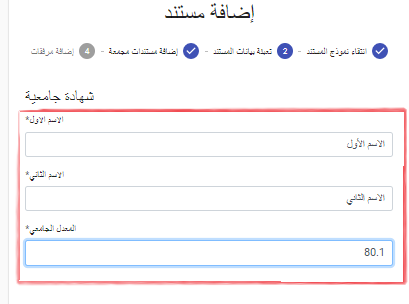 إضافة مستند
انتقاء نموذج المستند - 2 تعبئة بيانات المستند - إضافة مستندات مجمعة - 4 إضافة مرفقات
شهادة جامعية
الاسم الاول*
الاسم الأول
الاسم الثاني*
الاسم الثاني
المعدل الجامعي*
80.1